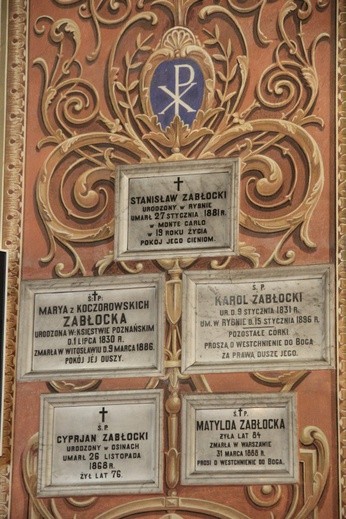 STANISŁAW ZABŁOCKI
URODZONY w RYBNIE
UMARŁ 27 STYCZNIA 1881 R.
w MONTE CARLO
w 19 ROKU ŻYCIA
POKÓJ JEGO CIENIOM.
Ś. P.
MARYA z KOCZOROWSKICH
ZABŁOCKA
URODZONA W.KSIĘSTWIE POZNAŃSKIM
D.1 LIPCA 1830 R.
ZMARŁA W WITOSŁAWIU D.9 MARCA 1886.
POKÓJ JÉJ DUSZY.
Ś. P.
KAROL ZABŁOCKI
UR. D. 9 STYCZNIA 1831 R.
UM. W RYBNIE D. 15 STYCZNIA 1896 R.
POZOSTAŁE CÓRKI
PROSZĄ O WESTCHNIENIE DO BOGA
ZA PRAWĄ DUSZĘ JEGO.
Ś. P.
CYPRJAN ZABŁOCKI
URODZONY w OSINACH
UMARŁ 26 LISTOPADA
1868 R.
ŻYŁ LAT 76.
Ś. P.
MATYLDA ZABŁOCKA
ŻYŁA LAT 64
ZMARŁA W WARSZAWIE
31 MARCA 1888 R.
PROSI O WESTCHNIENIE DO BOGA.